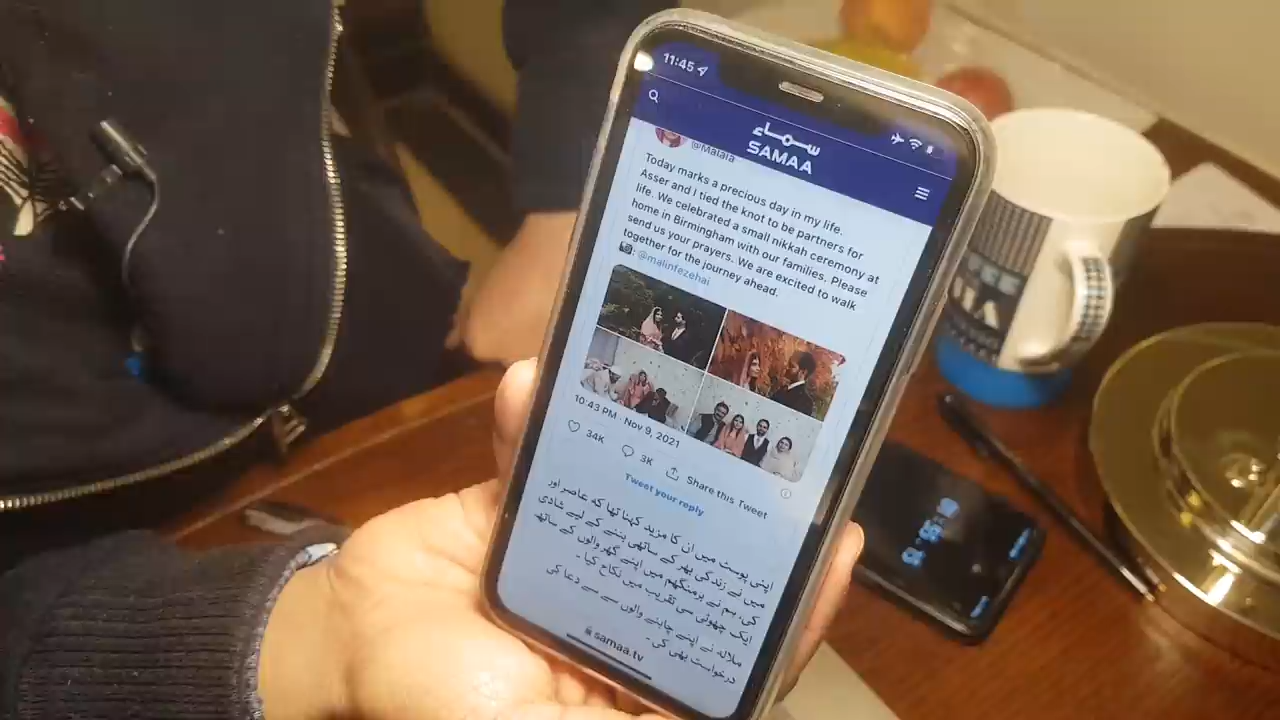 11:45
سماء
SAMAA
@Malala
Today marks a precious day in my life.
Asser and I tied the knot to be partners for
life. We celebrated a small nikkah ceremony at
home in Birmingham with our families. Please
send us your prayers. We are excited to walk
together for the journey ahead.
📷: @malinfezehai
10:43 PM · Nov 9, 2021
34K 3K Share this Tweet
Tweet your reply
اپنی پوسٹ میں ان کا مزید کہنا تھا کہ عاصر اور
میں نے زندگی بھر کے ساتھی بننے کے لیے شادی
کی، ہم نے برمنگھم میں اپنے گھر والوں کے ساتھ
ایک چھوٹی سی تقریب میں نکاح کیا۔
ملالہ نے اپنے چاہنے والوں سے سے دعا کی
درخواست بھی کی۔
samaa.tv